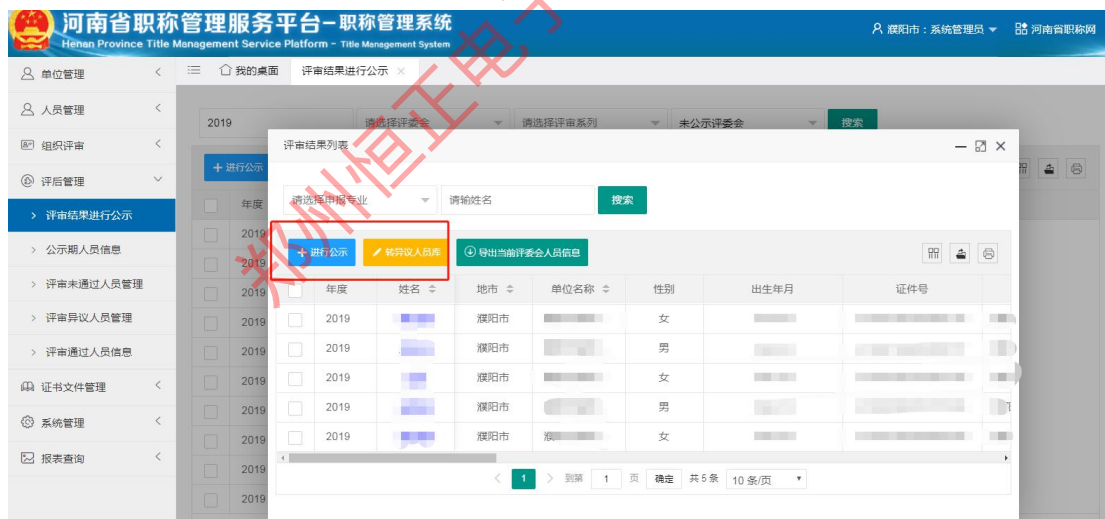 河南省职称管理服务平台－职称管理系统
Henan Province Title Management Service Platform - Title Management System
濮阳市：系统管理员
河南省职称网
单位管理
我的桌面 评审结果进行公示 ×
人员管理
2019 请选择评委会 请选择评审系列 未公示评委会 搜索
组织评审
评审结果列表
+ 进行公示
评后管理
请选择申报专业 请输姓名 搜索
年度
> 评审结果进行公示
2019
> 公示期人员信息
+ 进行公示 转异议人员库 导出当前评委会人员信息
2019
> 评审未通过人员管理
年度 姓名 地市 单位名称 性别 出生年月 证件号
2019
2019 濮阳市 女
> 评审异议人员管理
2019
2019 濮阳市 男
> 评审通过人员信息
2019
2019 濮阳市 女
证书文件管理
2019
2019 濮阳市 男
系统管理
2019
2019 濮阳市 濮 女
2019
报表查询
2019
< 1 > 到第 1 页 确定 共5条 10 条/页
2019
郑州恒正电子